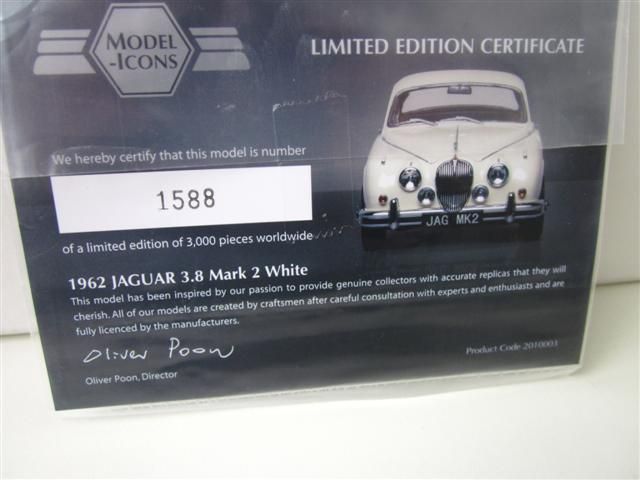 MODEL
-ICONS
LIMITED EDITION CERTIFICATE
We hereby certify that this model is number
1588
of a limited edition of 3,000 pieces worldwide
JAG MK2
1962 JAGUAR 3.8 Mark 2 White
This model has been inspired by our passion to provide genuine collectors with accurate replicas that they will
cherish. All of our models are created by craftsmen after careful consultation with experts and enthusiasts and are
fully licenced by the manufacturers.
Oliver Poon
Oliver Poon, Director
Product Code 2010003